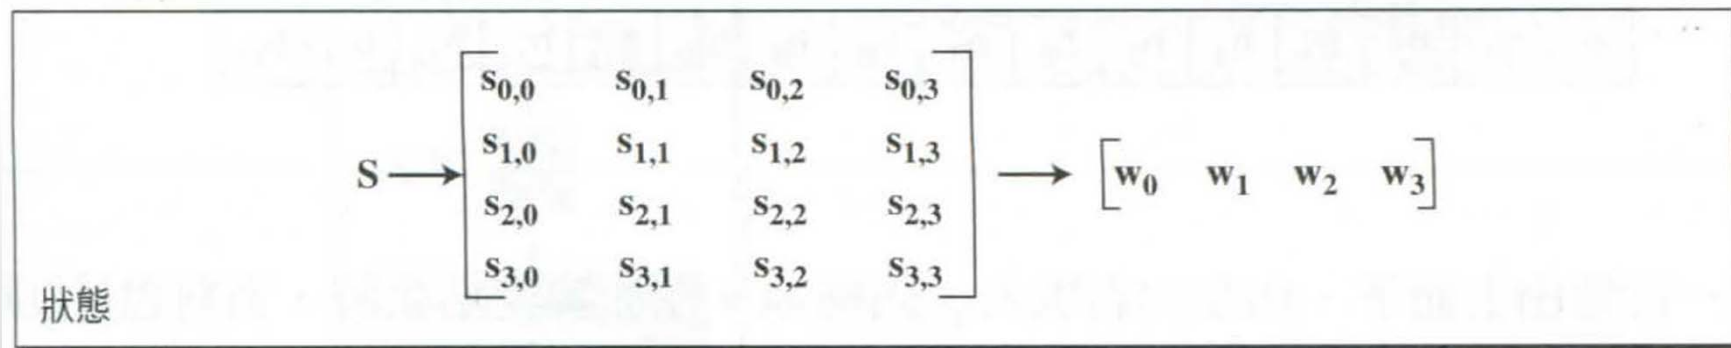 s0,0 s0,1 s0,2 s0,3
s1,0 s1,1 s1,2 s1,3
S → → [w0 w1 w2 w3]
s2,0 s2,1 s2,2 s2,3
s3,0 s3,1 s3,2 s3,3
狀態